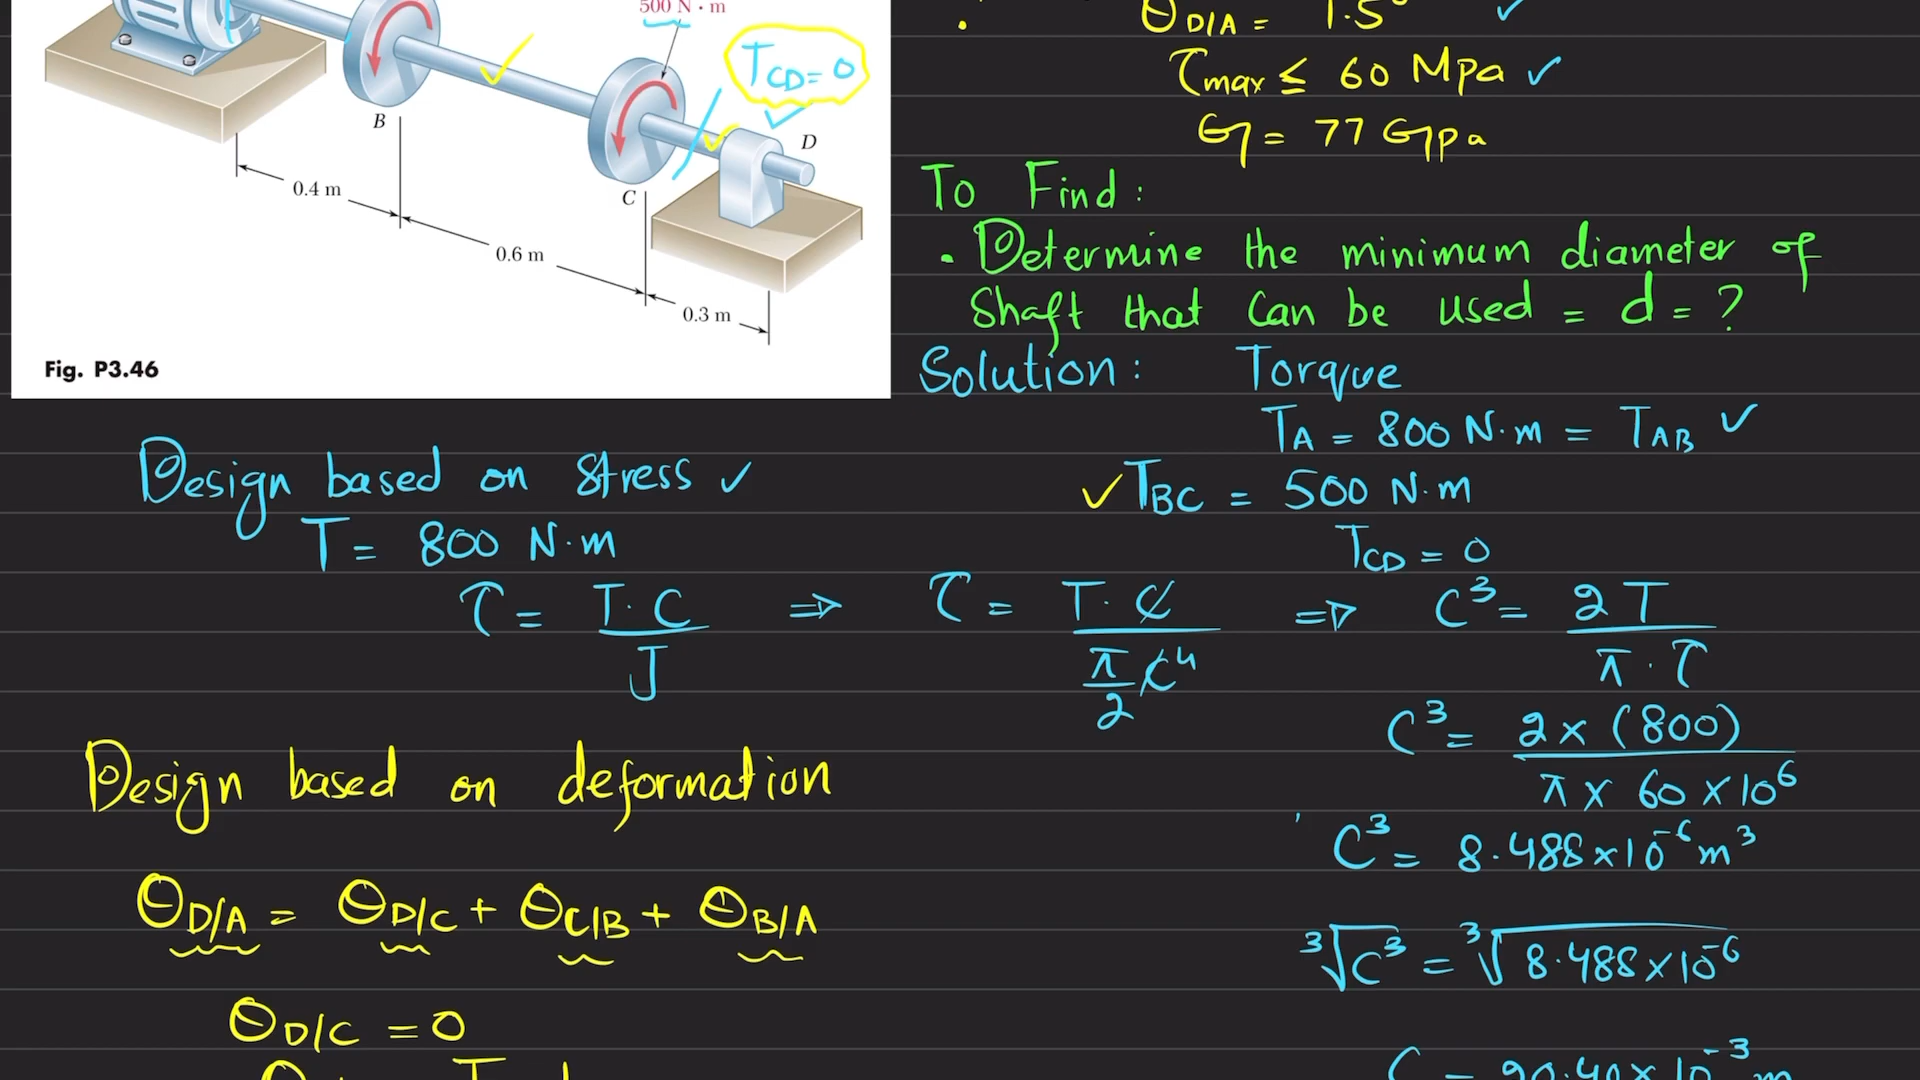 500 N · m
T_CD = 0
B
D
C
0.4 m
0.6 m
0.3 m
Fig. P3.46
θ_D/A = 1.5° ✓
τ_max ≤ 60 Mpa ✓
G = 77 Gpa
To Find:
• Determine the minimum diameter of
Shaft that can be used = d = ?
Solution: Torque
T_A = 800 N·m = T_AB ✓
✓ T_BC = 500 N·m
T_CD = 0
Design based on Stress ✓
T = 800 N·m
τ = T·C / J ⇒ τ = T·C / (π/2 C⁴) ⇒ C³ = 2T / (π·τ)
C³ = 2 × (800) / (π × 60 × 10⁶)
C³ = 8.488 × 10⁻⁶ m³
³√C³ = ³√8.488 × 10⁻⁶
Design based on deformation
θ_D/A = θ_D/C + θ_C/B + θ_B/A
θ_D/C = 0